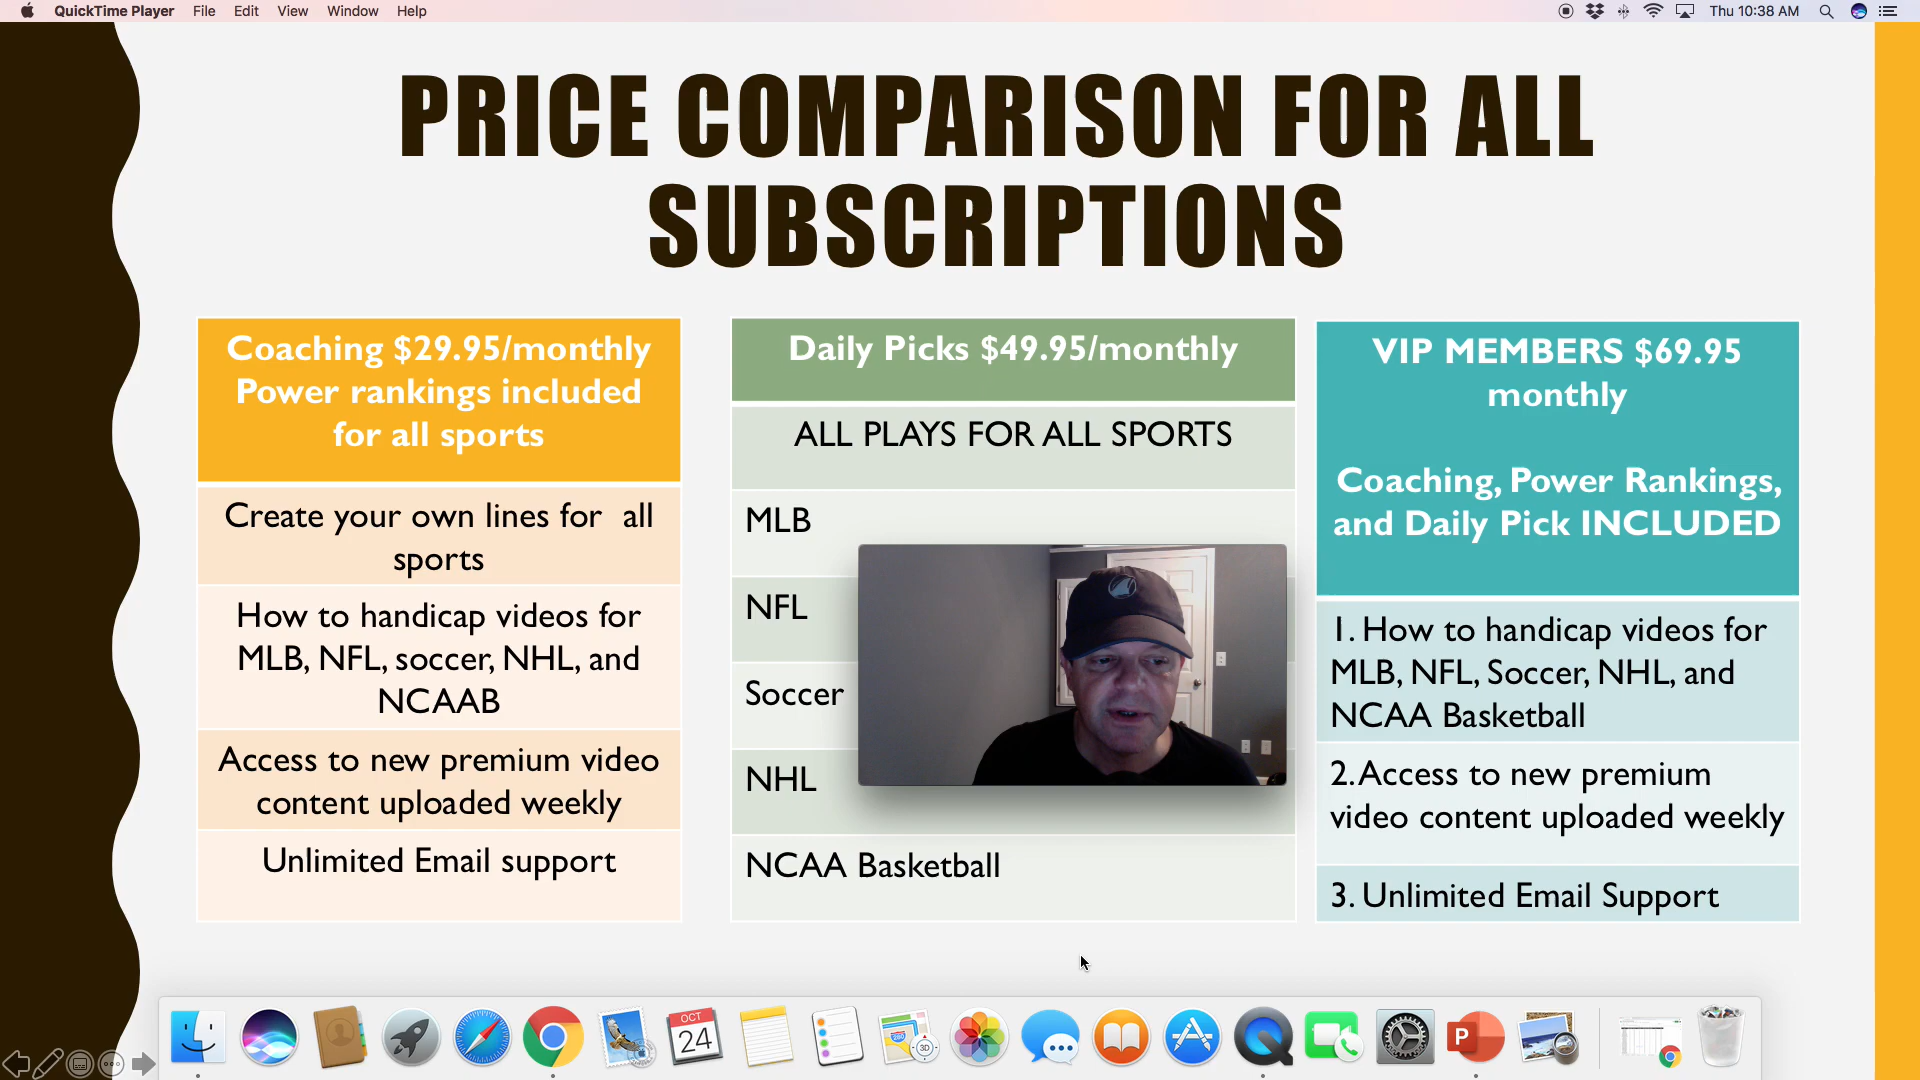 QuickTime Player File Edit View Window Help
Thu 10:38 AM
PRICE COMPARISON FOR ALL
SUBSCRIPTIONS
Coaching $29.95/monthly
Power rankings included
for all sports
Create your own lines for all
sports
How to handicap videos for
MLB, NFL, soccer, NHL, and
NCAAB
Access to new premium video
content uploaded weekly
Unlimited Email support
Daily Picks $49.95/monthly
ALL PLAYS FOR ALL SPORTS
MLB
NFL
Soccer
NHL
NCAA Basketball
VIP MEMBERS $69.95
monthly
Coaching, Power Rankings,
and Daily Pick INCLUDED
1. How to handicap videos for
MLB, NFL, Soccer, NHL, and
NCAA Basketball
2. Access to new premium
video content uploaded weekly
3. Unlimited Email Support
OCT
24
3D
P